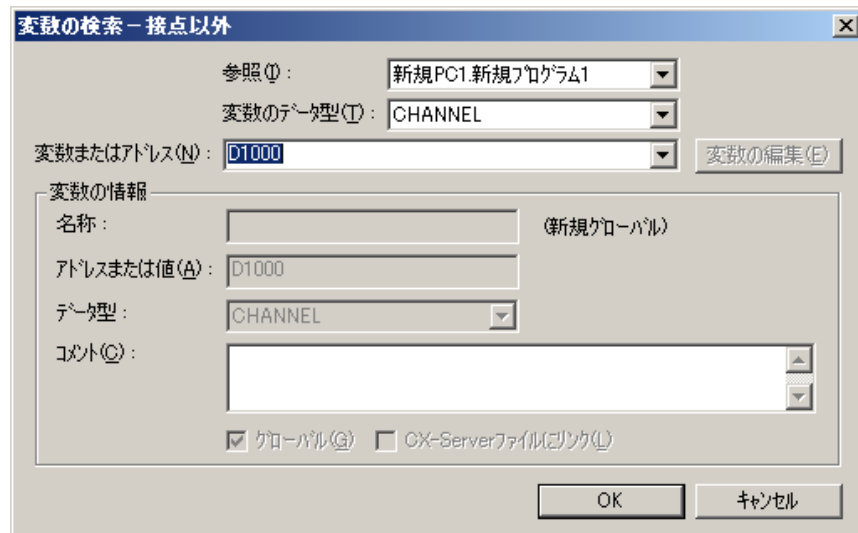 変数の検索－接点以外
参照(I)： 新規PC1.新規ﾌﾟﾛｸﾞﾗﾑ1
変数のﾃﾞｰﾀ型(T)： CHANNEL
変数またはｱﾄﾞﾚｽ(N)： D1000 変数の編集(E)
変数の情報
名称： (新規ｸﾞﾛｰﾊﾞﾙ)
ｱﾄﾞﾚｽまたは値(A)： D1000
ﾃﾞｰﾀ型： CHANNEL
ｺﾒﾝﾄ(C)：
ｸﾞﾛｰﾊﾞﾙ(G) CX-Serverﾌｧｲﾙにﾘﾝｸ(L)
OK ｷｬﾝｾﾙ